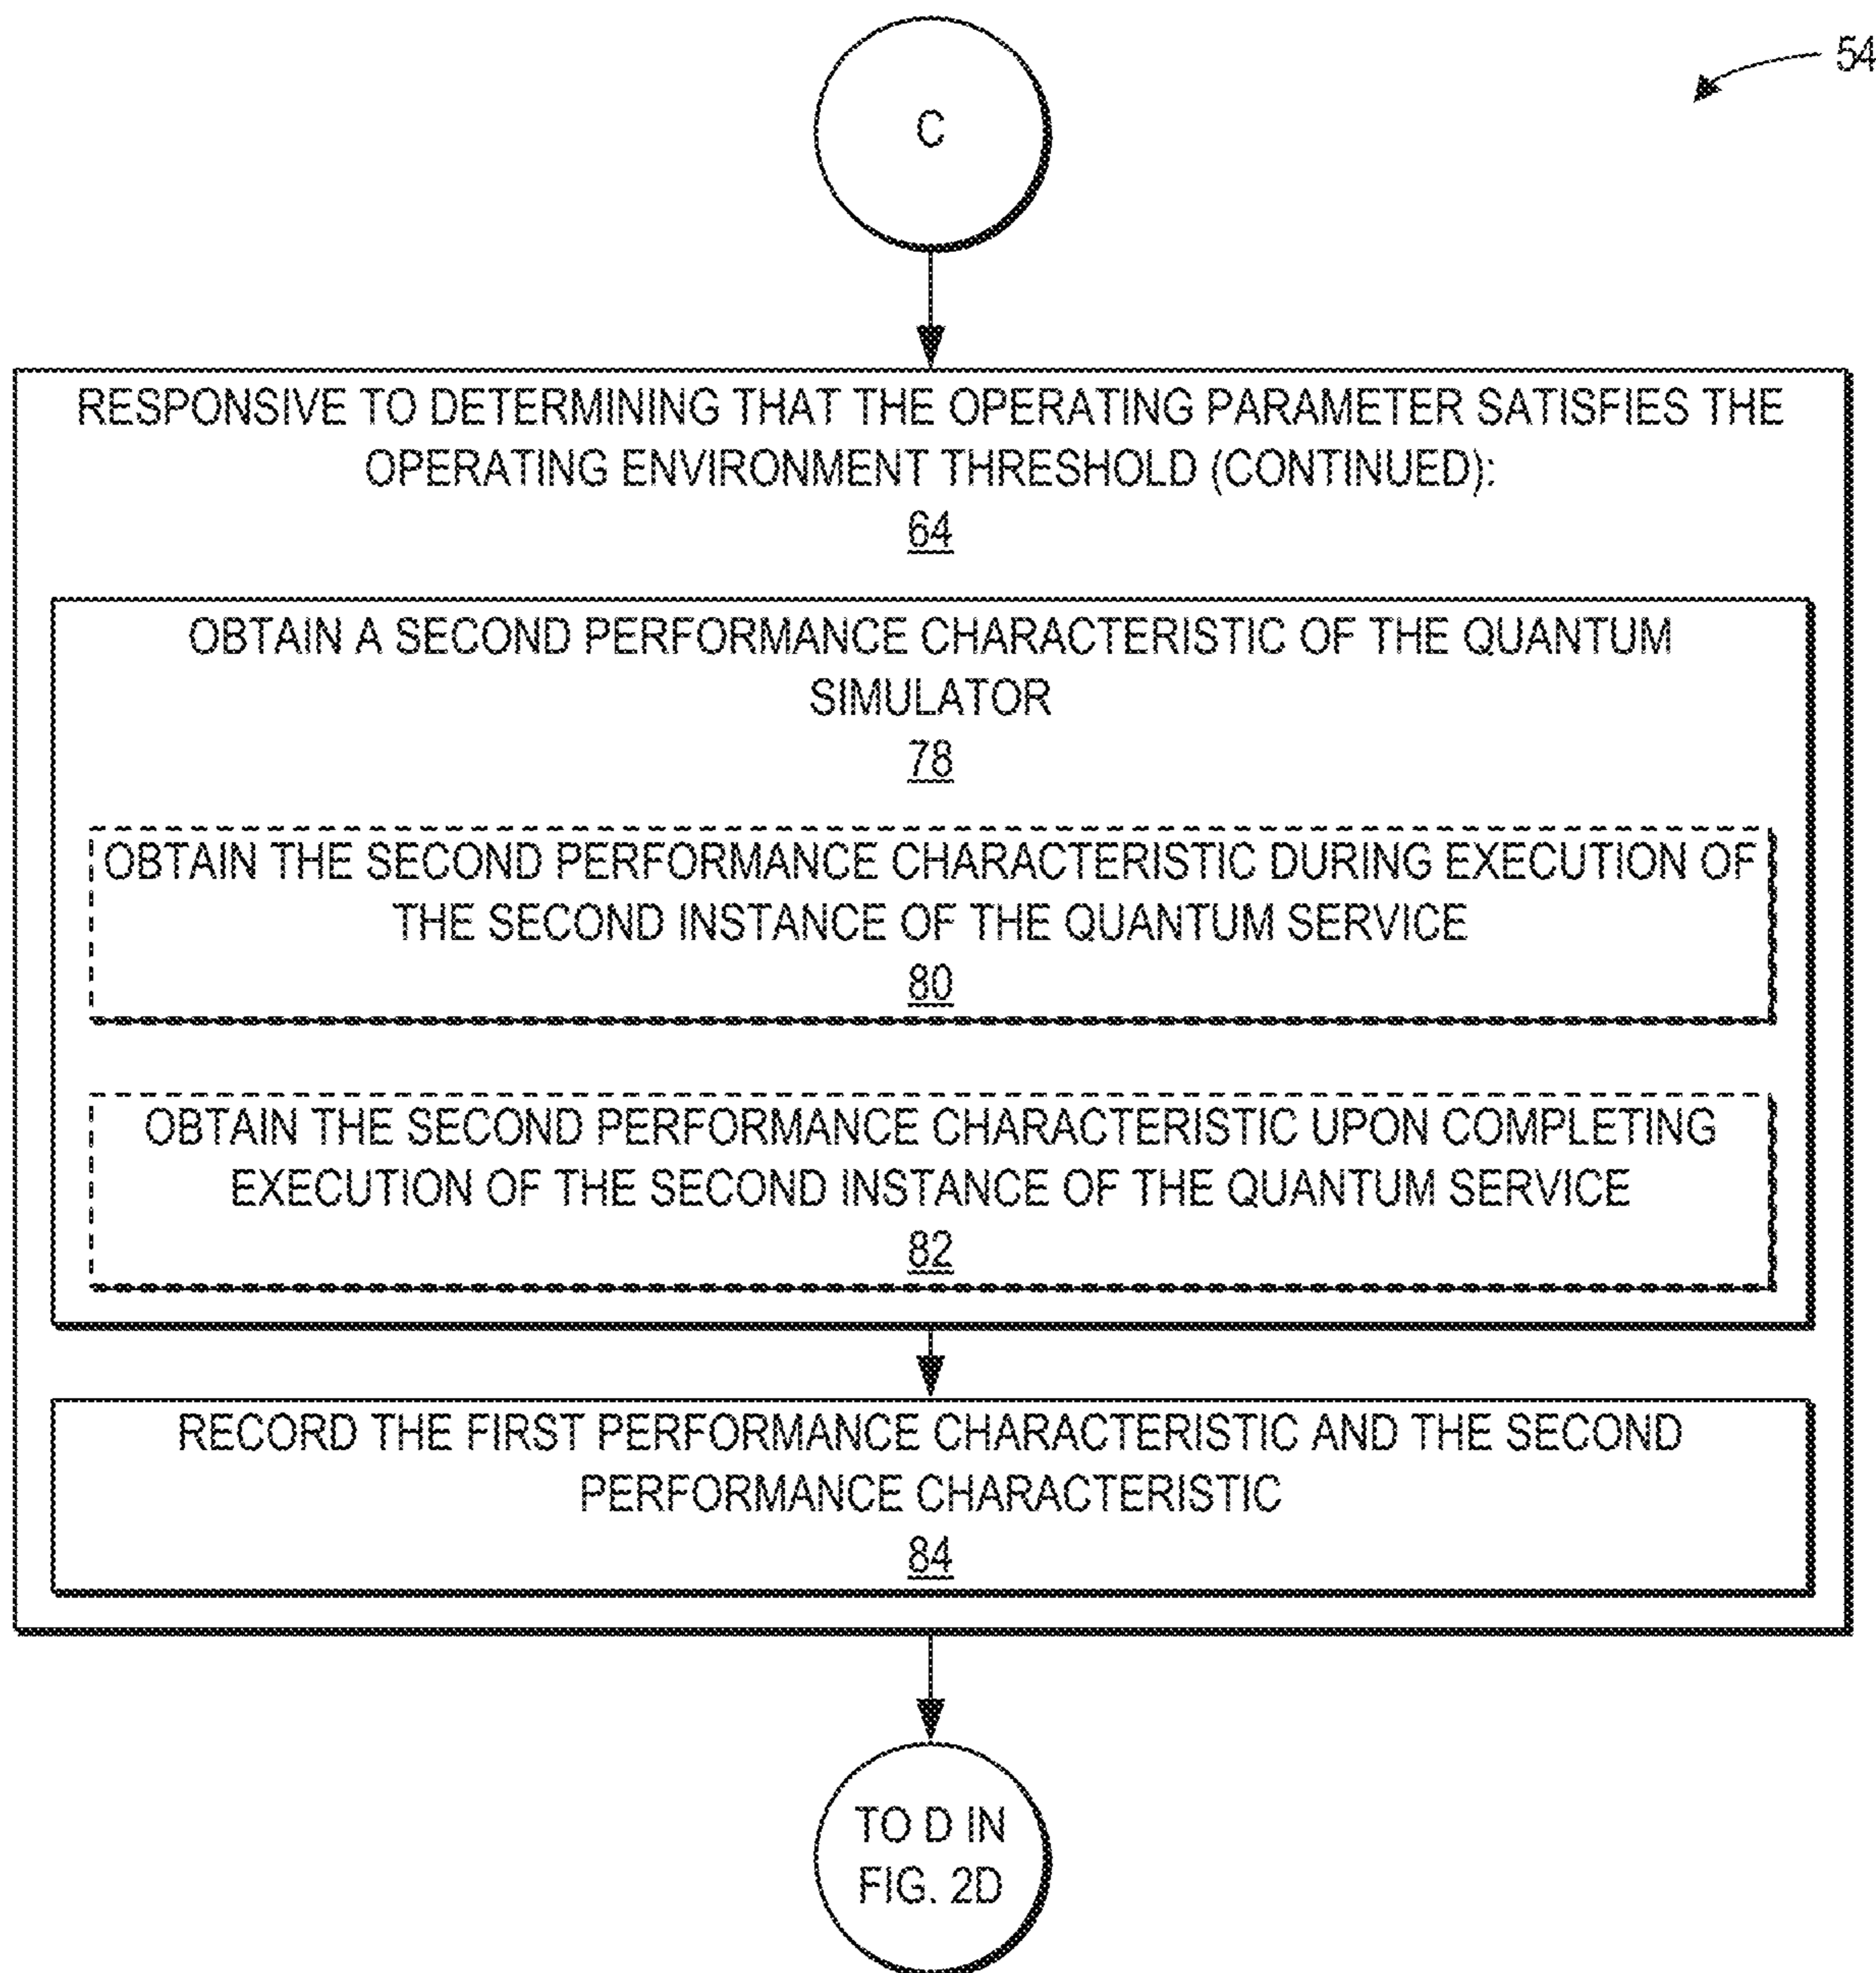 54
C
RESPONSIVE TO DETERMINING THAT THE OPERATING PARAMETER SATISFIES THE
OPERATING ENVIRONMENT THRESHOLD (CONTINUED):
64
OBTAIN A SECOND PERFORMANCE CHARACTERISTIC OF THE QUANTUM
SIMULATOR
78
OBTAIN THE SECOND PERFORMANCE CHARACTERISTIC DURING EXECUTION OF
THE SECOND INSTANCE OF THE QUANTUM SERVICE
80
OBTAIN THE SECOND PERFORMANCE CHARACTERISTIC UPON COMPLETING
EXECUTION OF THE SECOND INSTANCE OF THE QUANTUM SERVICE
82
RECORD THE FIRST PERFORMANCE CHARACTERISTIC AND THE SECOND
PERFORMANCE CHARACTERISTIC
84
TO D IN
FIG. 2D